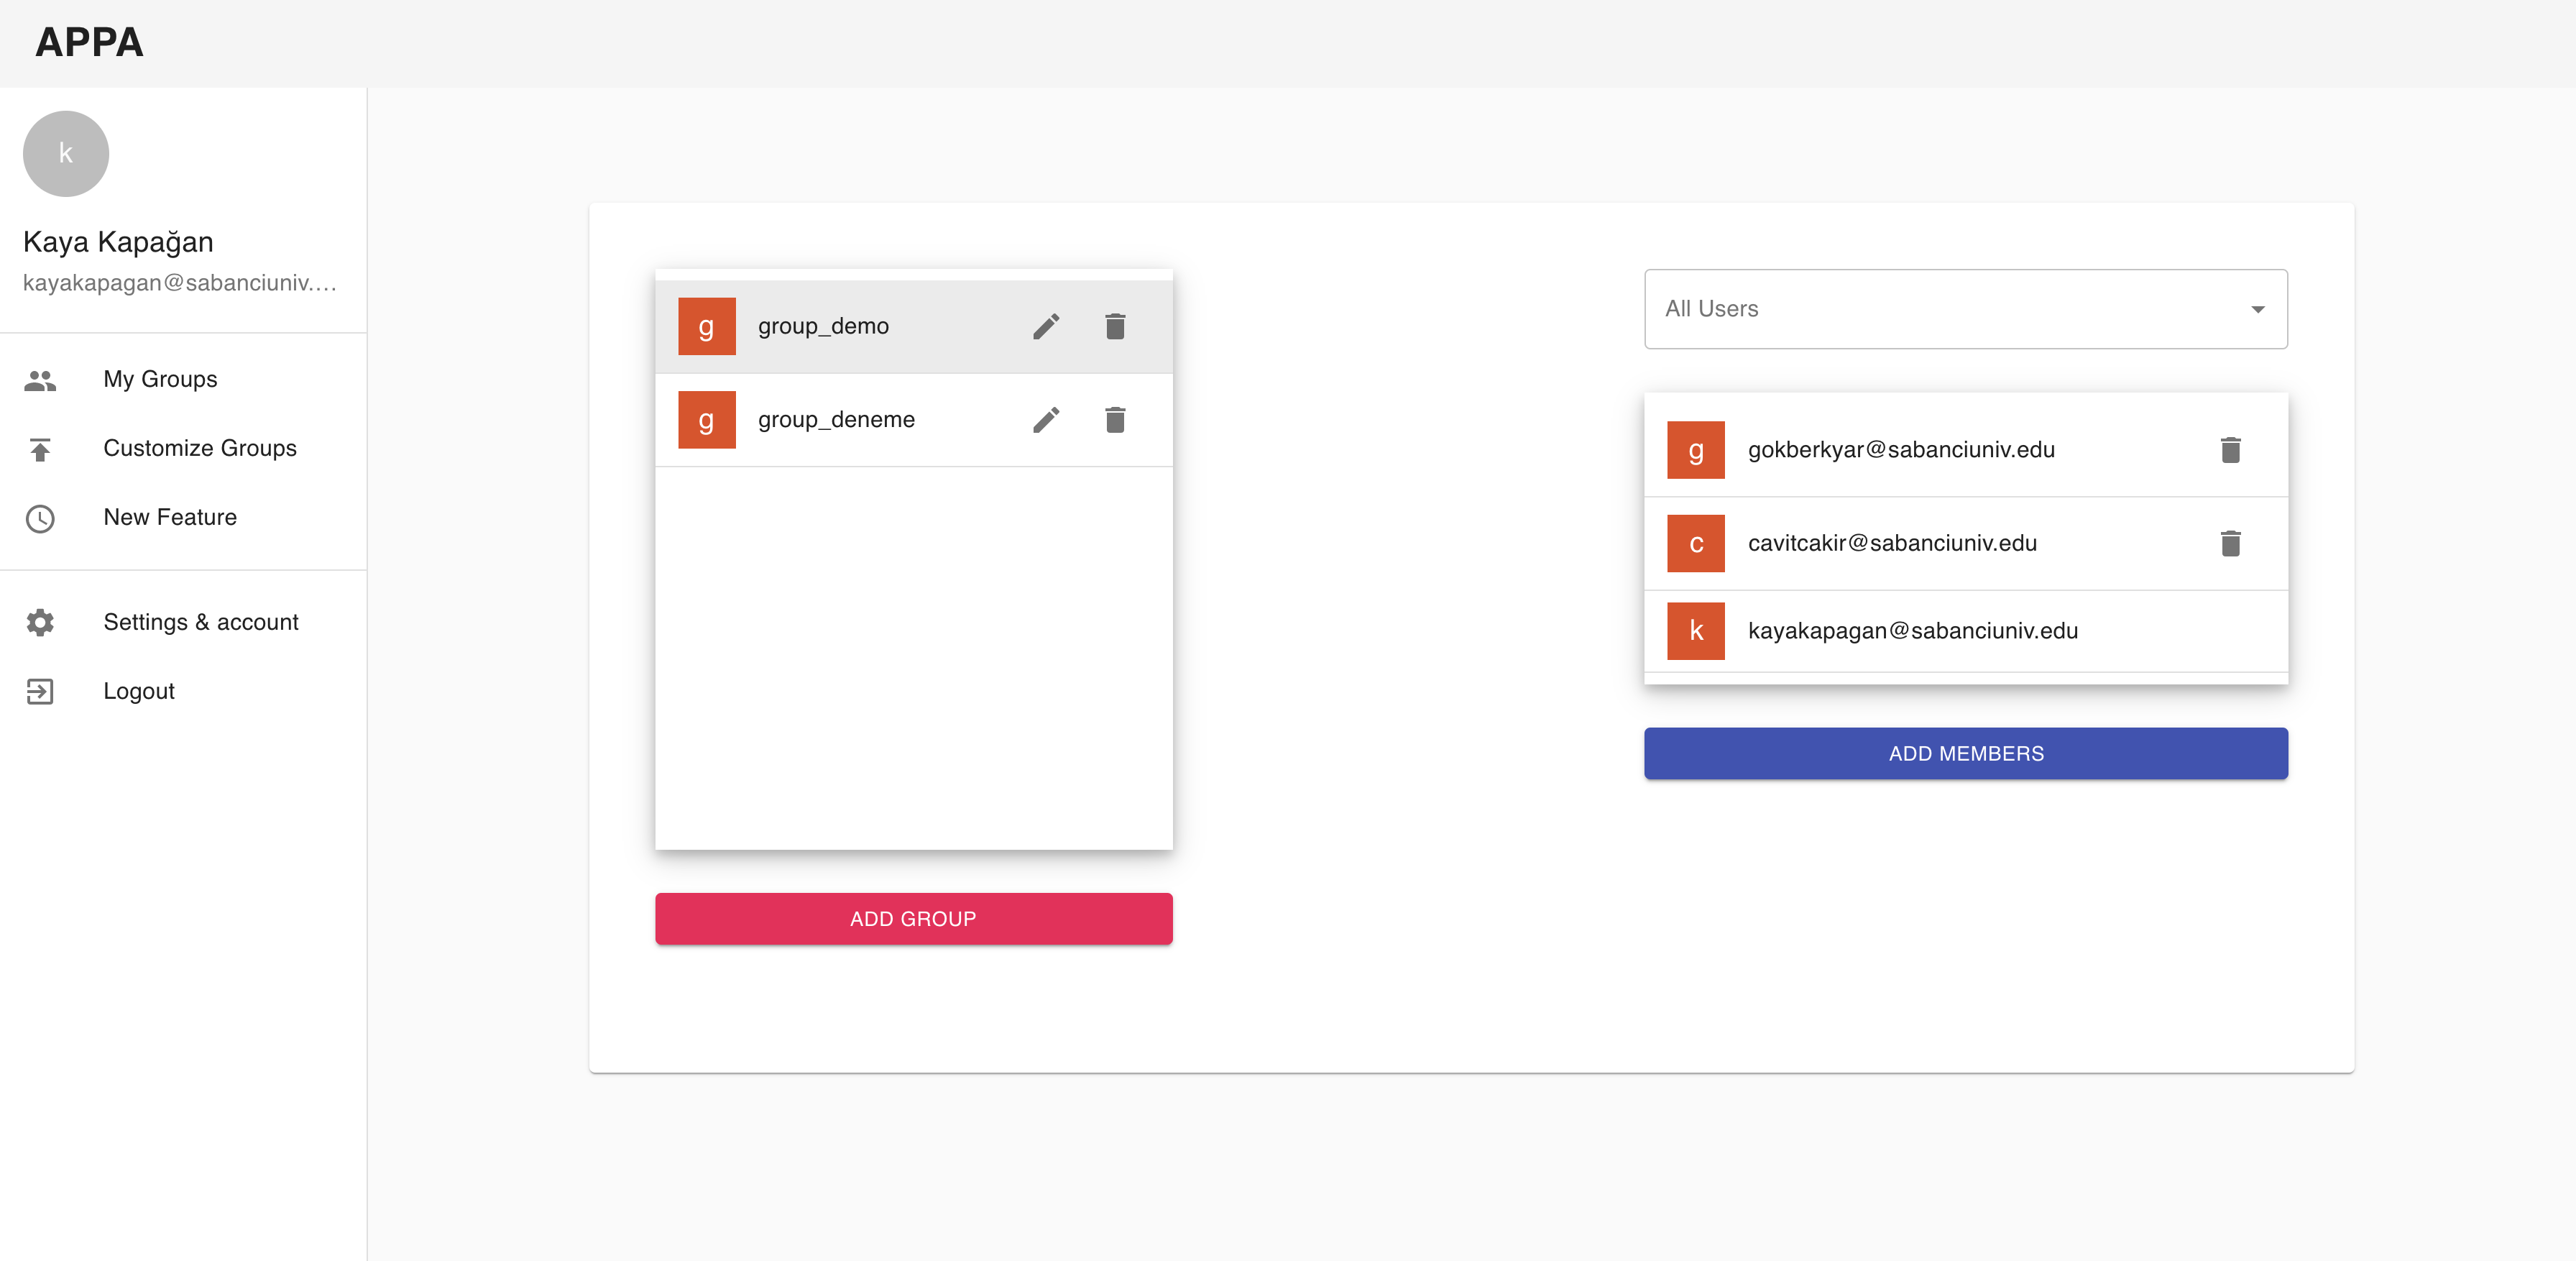 APPA
k
Kaya Kapağan
kayakapagan@sabanciuniv....
My Groups
Customize Groups
New Feature
Settings & account
Logout
g group_demo
g group_deneme
ADD GROUP
All Users
g gokberkyar@sabanciuniv.edu
c cavitcakir@sabanciuniv.edu
k kayakapagan@sabanciuniv.edu
ADD MEMBERS